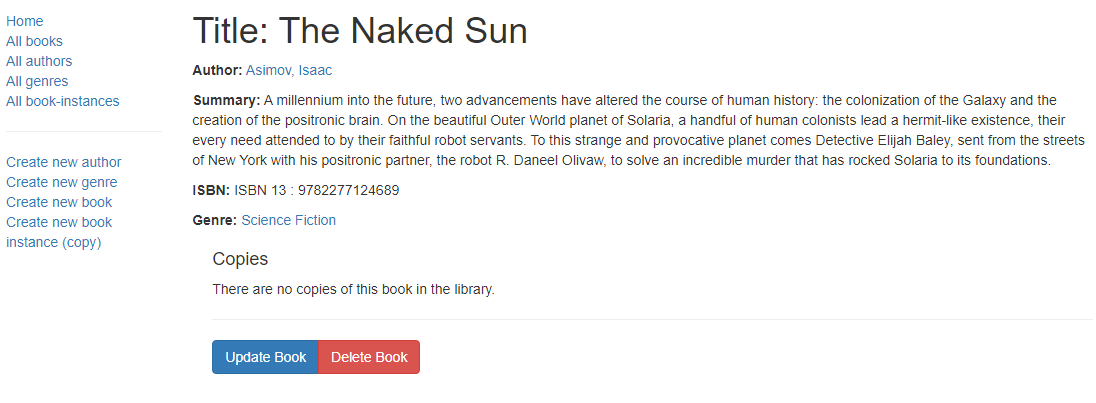 Home
All books
All authors
All genres
All book-instances
Create new author
Create new genre
Create new book
Create new book
instance (copy)
Title: The Naked Sun
Author: Asimov, Isaac
Summary: A millennium into the future, two advancements have altered the course of human history: the colonization of the Galaxy and the
creation of the positronic brain. On the beautiful Outer World planet of Solaria, a handful of human colonists lead a hermit-like existence, their
every need attended to by their faithful robot servants. To this strange and provocative planet comes Detective Elijah Baley, sent from the streets
of New York with his positronic partner, the robot R. Daneel Olivaw, to solve an incredible murder that has rocked Solaria to its foundations.
ISBN: ISBN 13 : 9782277124689
Genre: Science Fiction
Copies
There are no copies of this book in the library.
Update Book Delete Book